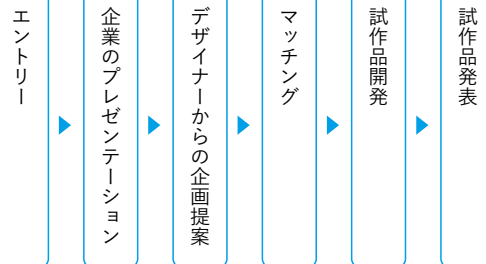 エントリー
企業のプレゼンテーション
デザイナーからの企画提案
マッチング
試作品開発
試作品発表